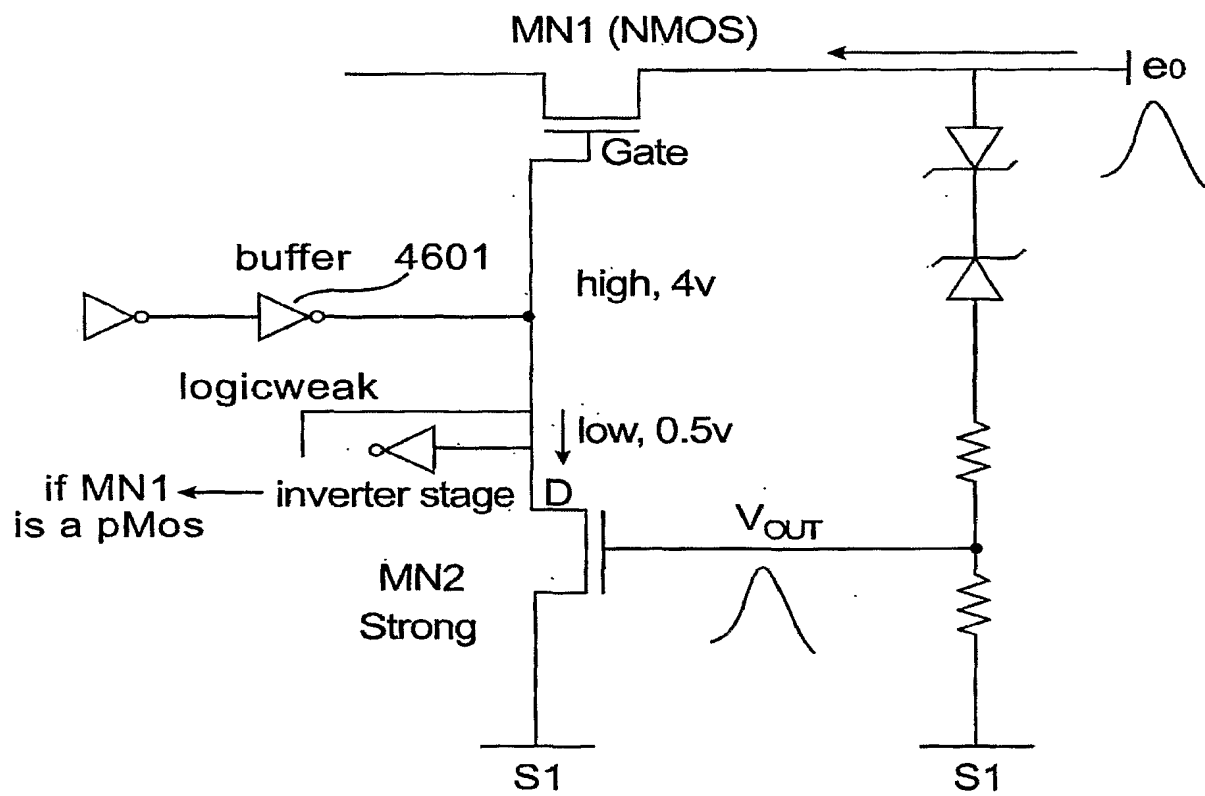 MN1 (NMOS)
e0
Gate
buffer 4601
high, 4v
logicweak
low, 0.5v
if MN1
is a pMos
inverter stage
D
VOUT
MN2
Strong
S1
S1